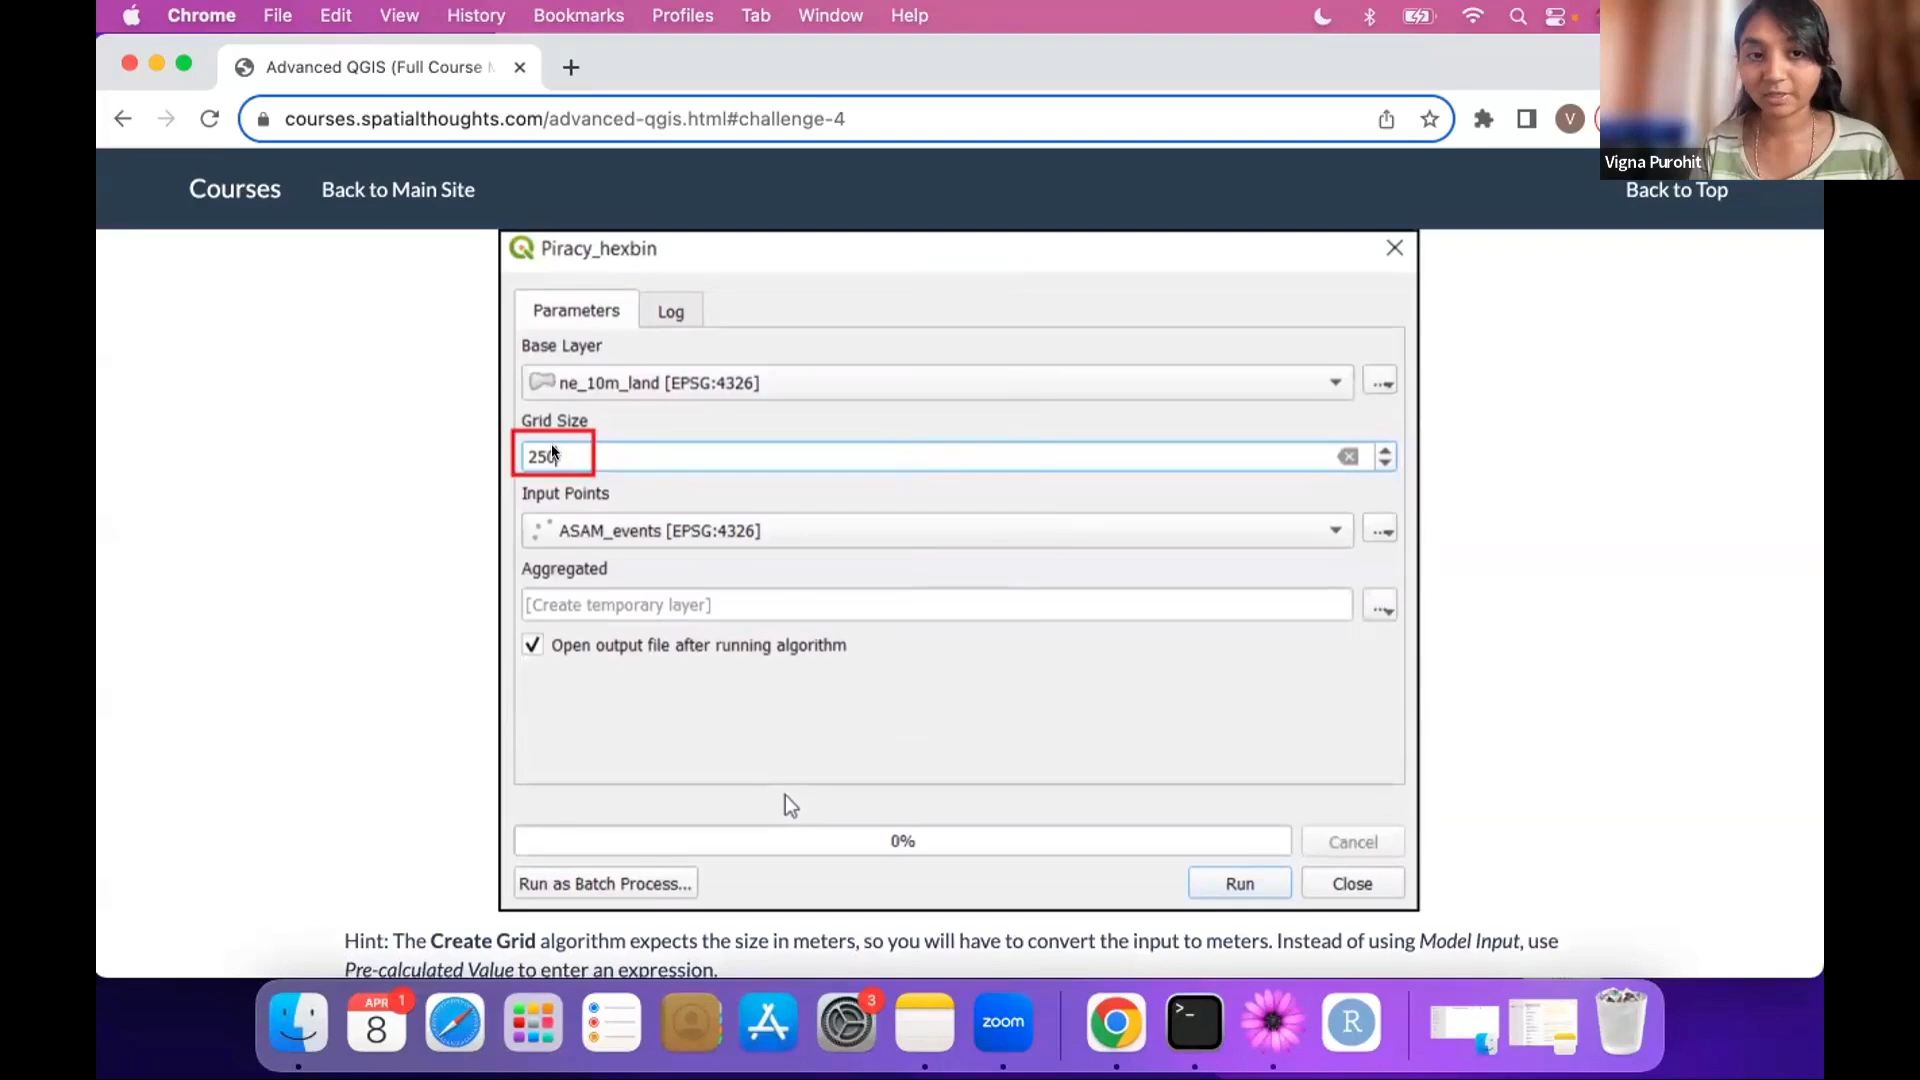 Chrome File Edit View History Bookmarks Profiles Tab Window Help
Advanced QGIS (Full Course
courses.spatialthoughts.com/advanced-qgis.html#challenge-4
V
Vigna Purohit
Courses Back to Main Site Back to Top
Piracy_hexbin
Parameters Log
Base Layer
ne_10m_land [EPSG:4326]
...
Grid Size
250
Input Points
ASAM_events [EPSG:4326]
...
Aggregated
[Create temporary layer]
...
Open output file after running algorithm
0% Cancel
Run as Batch Process... Run Close
Hint: The Create Grid algorithm expects the size in meters, so you will have to convert the input to meters. Instead of using Model Input, use
Pre-calculated Value to enter an expression.
APR 1
8
3
zoom
>_
R